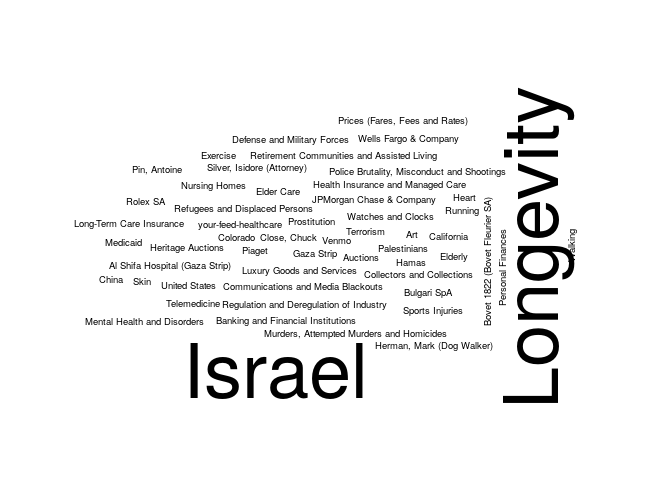 Prices (Fares, Fees and Rates)
Defense and Military Forces
Wells Fargo & Company
Exercise
Retirement Communities and Assisted Living
Pin, Antoine
Silver, Isidore (Attorney)
Police Brutality, Misconduct and Shootings
Nursing Homes
Elder Care
Health Insurance and Managed Care
Rolex SA
JPMorgan Chase & Company
Heart
Refugees and Displaced Persons
Running
Watches and Clocks
Long-Term Care Insurance
your-feed-healthcare
Prostitution
Terrorism
Art
California
Colorado
Close, Chuck
Venmo
Medicaid
Heritage Auctions
Piaget
Palestinians
Gaza Strip
Auctions
Elderly
Hamas
Al Shifa Hospital (Gaza Strip)
Luxury Goods and Services
Collectors and Collections
China
Skin
United States
Communications and Media Blackouts
Bulgari SpA
Telemedicine
Regulation and Deregulation of Industry
Sports Injuries
Mental Health and Disorders
Banking and Financial Institutions
Murders, Attempted Murders and Homicides
Herman, Mark (Dog Walker)
Israel
Bovet 1822 (Bovet Fleurier SA)
Personal Finances
Longevity
Walking